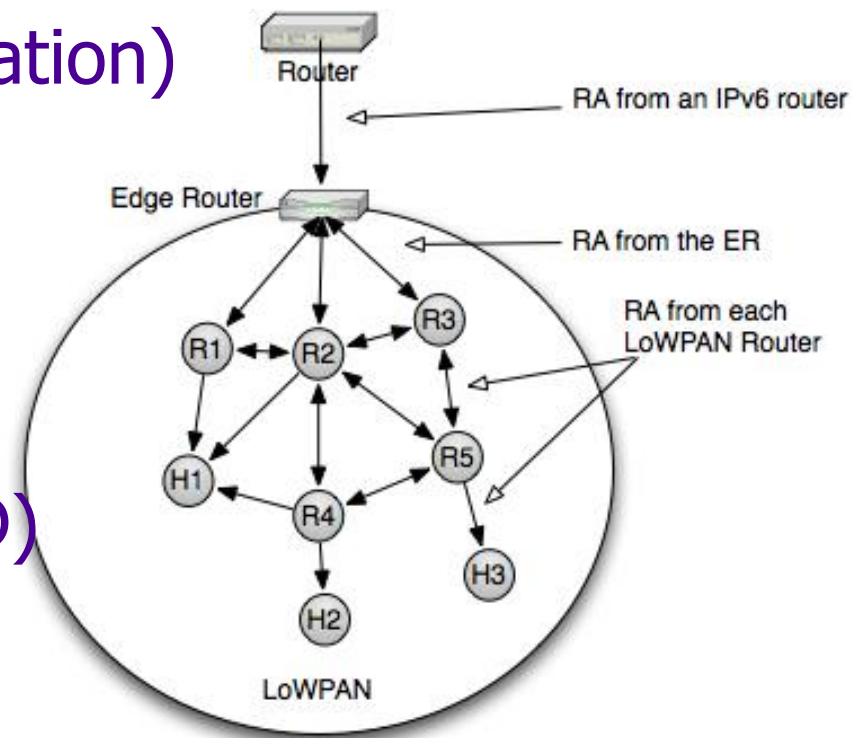 ation)
Router
RA from an IPv6 router
Edge Router
RA from the ER
RA from each
LoWPAN Router
R3
R1
R2
R5
H1
R4
)
H3
H2
LoWPAN